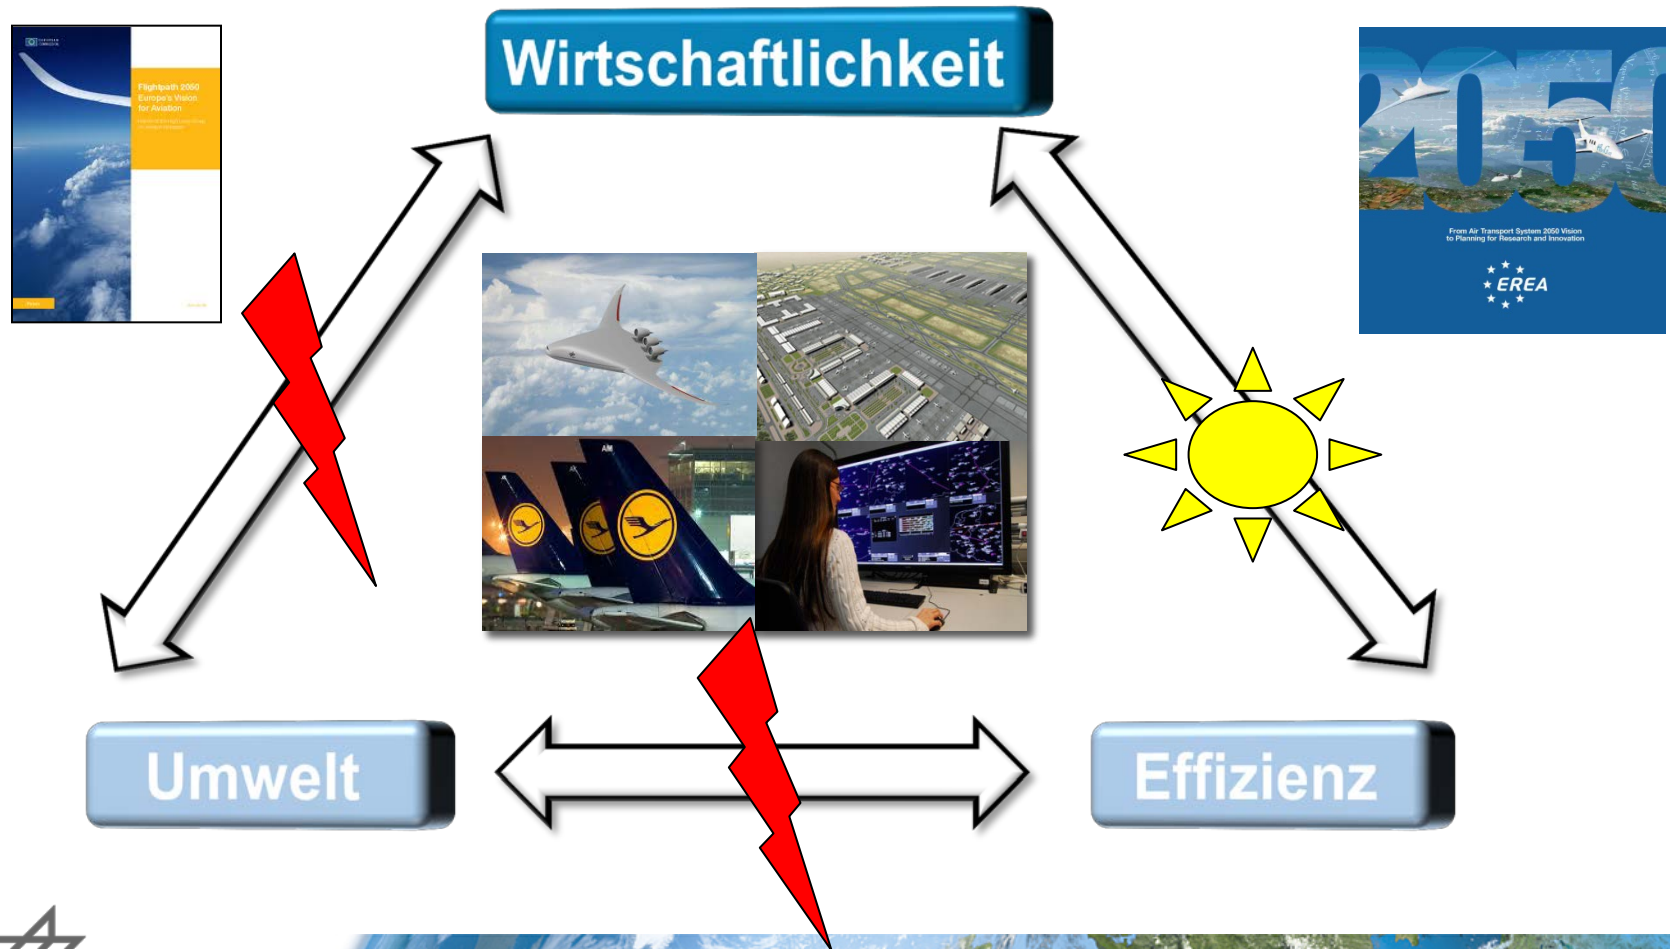 Wirtschaftlichkeit
Flightpath 2050
Europe's Vision
for Aviation
2050
From Air Transport System 2050 Vision
to Planning for Research and Innovation
EREA
Umwelt
Effizienz